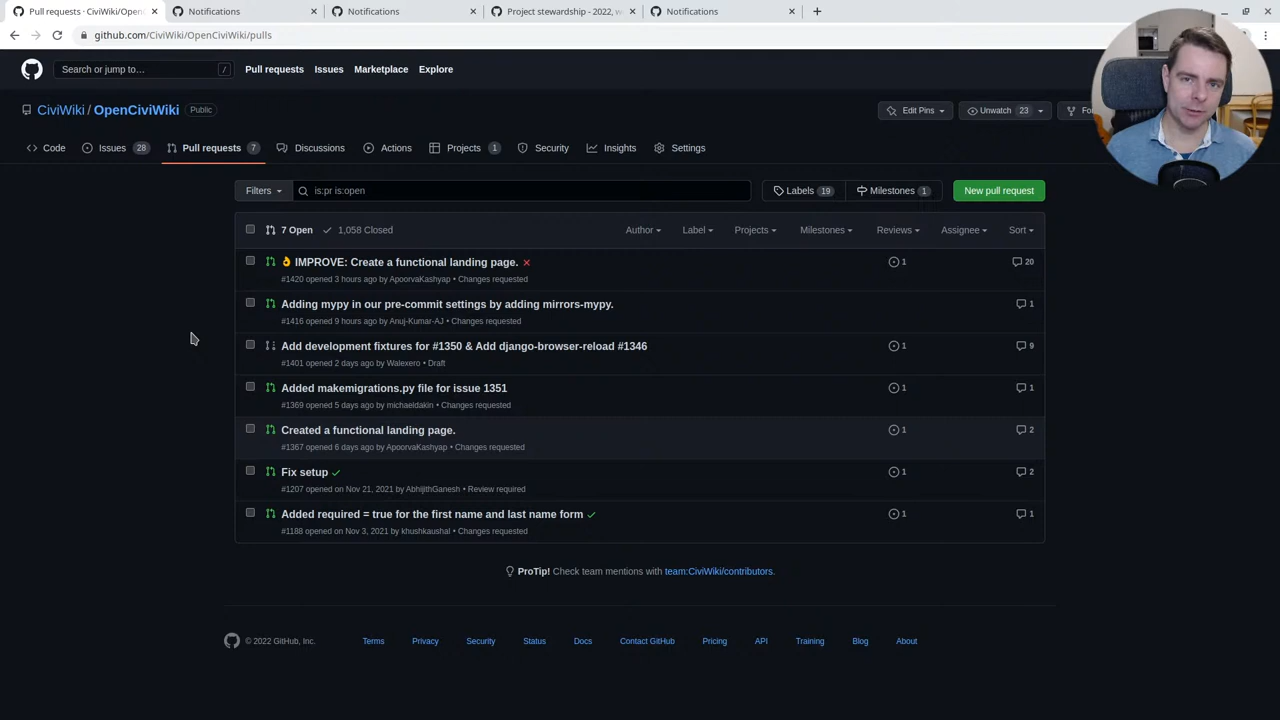 Pull requests · CiviWiki/Open
Notifications
Notifications
Project stewardship - 2022, w
Notifications
github.com/CiviWiki/OpenCiviWiki/pulls
Search or jump to… /
Pull requests Issues Marketplace Explore
CiviWiki / OpenCiviWiki Public
Edit Pins Unwatch 23 Fo
Code Issues 28 Pull requests 7 Discussions Actions Projects 1 Security Insights Settings
Filters is:pr is:open Labels 19 Milestones 1 New pull request
7 Open 1,058 Closed Author Label Projects Milestones Reviews Assignee Sort
👌 IMPROVE: Create a functional landing page. 1 20
#1420 opened 3 hours ago by ApoorvaKashyap • Changes requested
Adding mypy in our pre-commit settings by adding mirrors-mypy. 1
#1416 opened 9 hours ago by Anuj-Kumar-AJ • Changes requested
Add development fixtures for #1350 & Add django-browser-reload #1346 1 9
#1401 opened 2 days ago by Walexero • Draft
Added makemigrations.py file for issue 1351 1 1
#1369 opened 5 days ago by michaeldakin • Changes requested
Created a functional landing page. 1 2
#1367 opened 6 days ago by ApoorvaKashyap • Changes requested
Fix setup 1 2
#1207 opened on Nov 21, 2021 by AbhijithGanesh • Review required
Added required = true for the first name and last name form 1 1
#1188 opened on Nov 3, 2021 by khushkaushal • Changes requested
ProTip! Check team mentions with team:CiviWiki/contributors.
© 2022 GitHub, Inc. Terms Privacy Security Status Docs Contact GitHub Pricing API Training Blog About